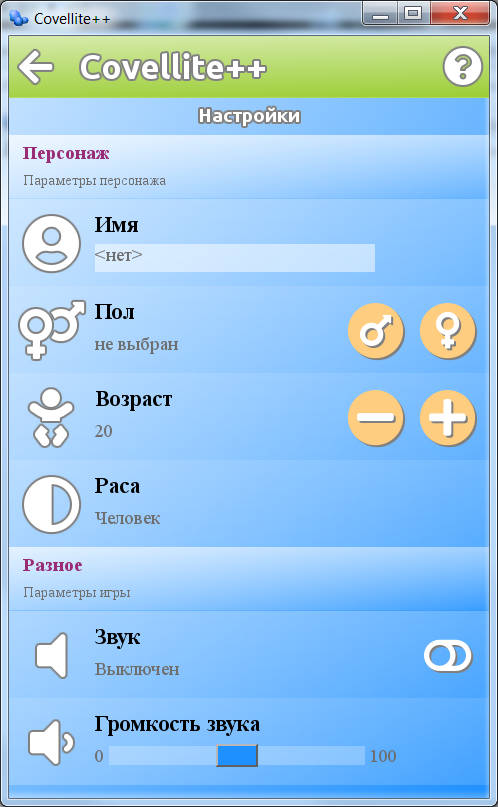 Covellite++
Covellite++
?
Настройки
Персонаж
Параметры персонажа
Имя
<нет>
Пол
не выбран
Возраст
20
Раса
Человек
Разное
Параметры игры
Звук
Выключен
Громкость звука
0 100